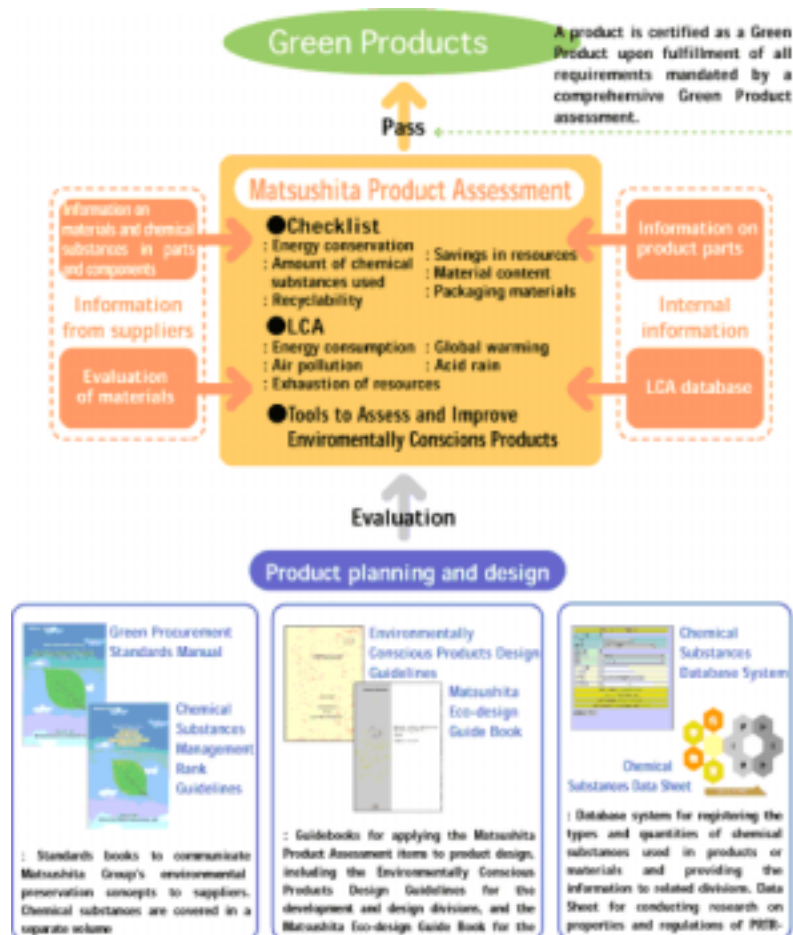 Green Products
A product is certified as a Green
Product upon fulfillment of all
requirements mandated by a
comprehensive Green Product
assessment.
Pass
Matsushita Product Assessment
●Checklist
: Energy conservation
: Amount of chemical
substances used
: Recyclability
: Savings in resources
: Material content
: Packaging materials
●LCA
: Energy consumption
: Air pollution
: Exhaustion of resources
: Global warming
: Acid rain
●Tools to Assess and Improve
Enviromentally Conscions Products
Information on
materials and chemical
substances in parts
and components
Information
from suppliers
Evaluation
of materials
Information on
product parts
Internal
information
LCA database
Evaluation
Product planning and design
Green Procurement
Standards Manual
Chemical
Substances
Management
Rank
Guidelines
: Standards books to communicate
Matsushita Group's environmental
preservation concepts to suppliers.
Chemical substances are covered in a
separate volume
Environmentally
Conscious Products Design
Guidelines
Matsushita
Eco-design
Guide Book
: Guidebooks for applying the Matsushita
Product Assessment items to product design,
including the Environmentally Conscious
Products Design Guidelines for the
development and design divisions, and the
Matsushita Eco-design Guide Book for the
Chemical
Substances
Database System
Chemical
Substances Data Sheet
: Database system for registering the
types and quantities of chemical
substances used in products or
materials and providing the
information to related divisions. Data
Sheet for conducting research on
properties and regulations of PRTR-